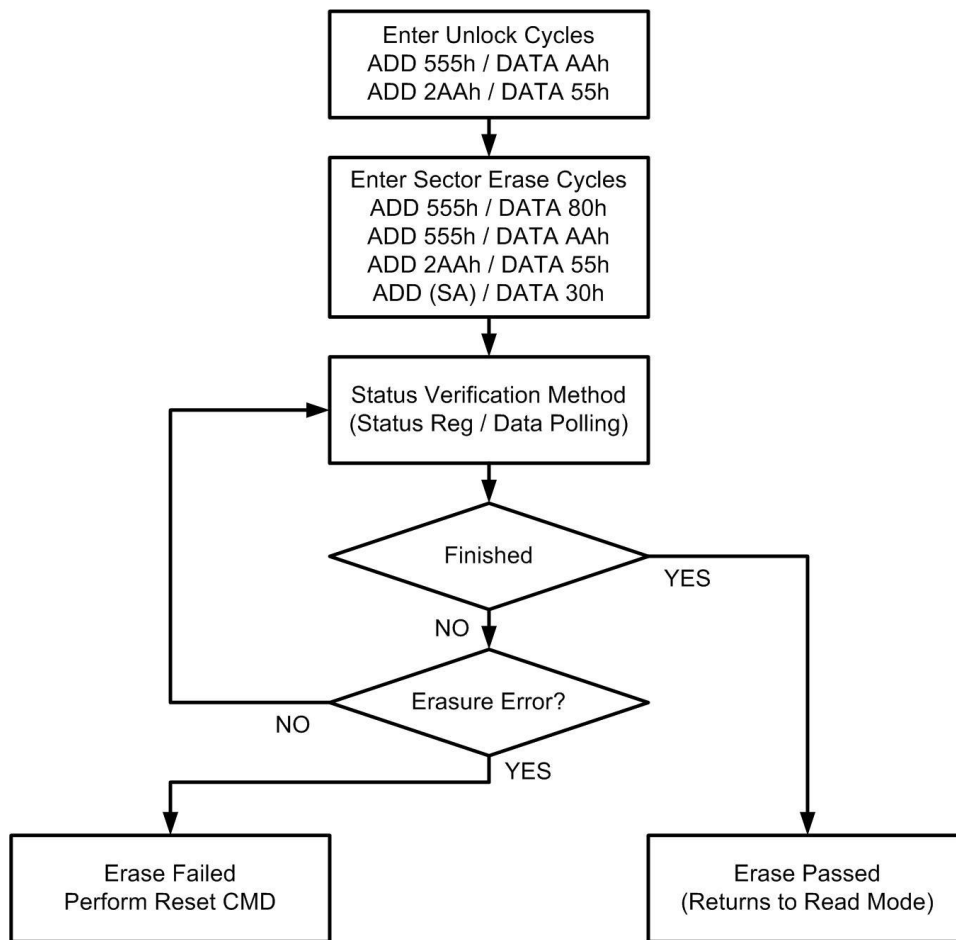 Enter Unlock Cycles
ADD 555h / DATA AAh
ADD 2AAh / DATA 55h
Enter Sector Erase Cycles
ADD 555h / DATA 80h
ADD 555h / DATA AAh
ADD 2AAh / DATA 55h
ADD (SA) / DATA 30h
Status Verification Method
(Status Reg / Data Polling)
Finished
YES
NO
Erasure Error?
NO
YES
Erase Failed
Perform Reset CMD
Erase Passed
(Returns to Read Mode)